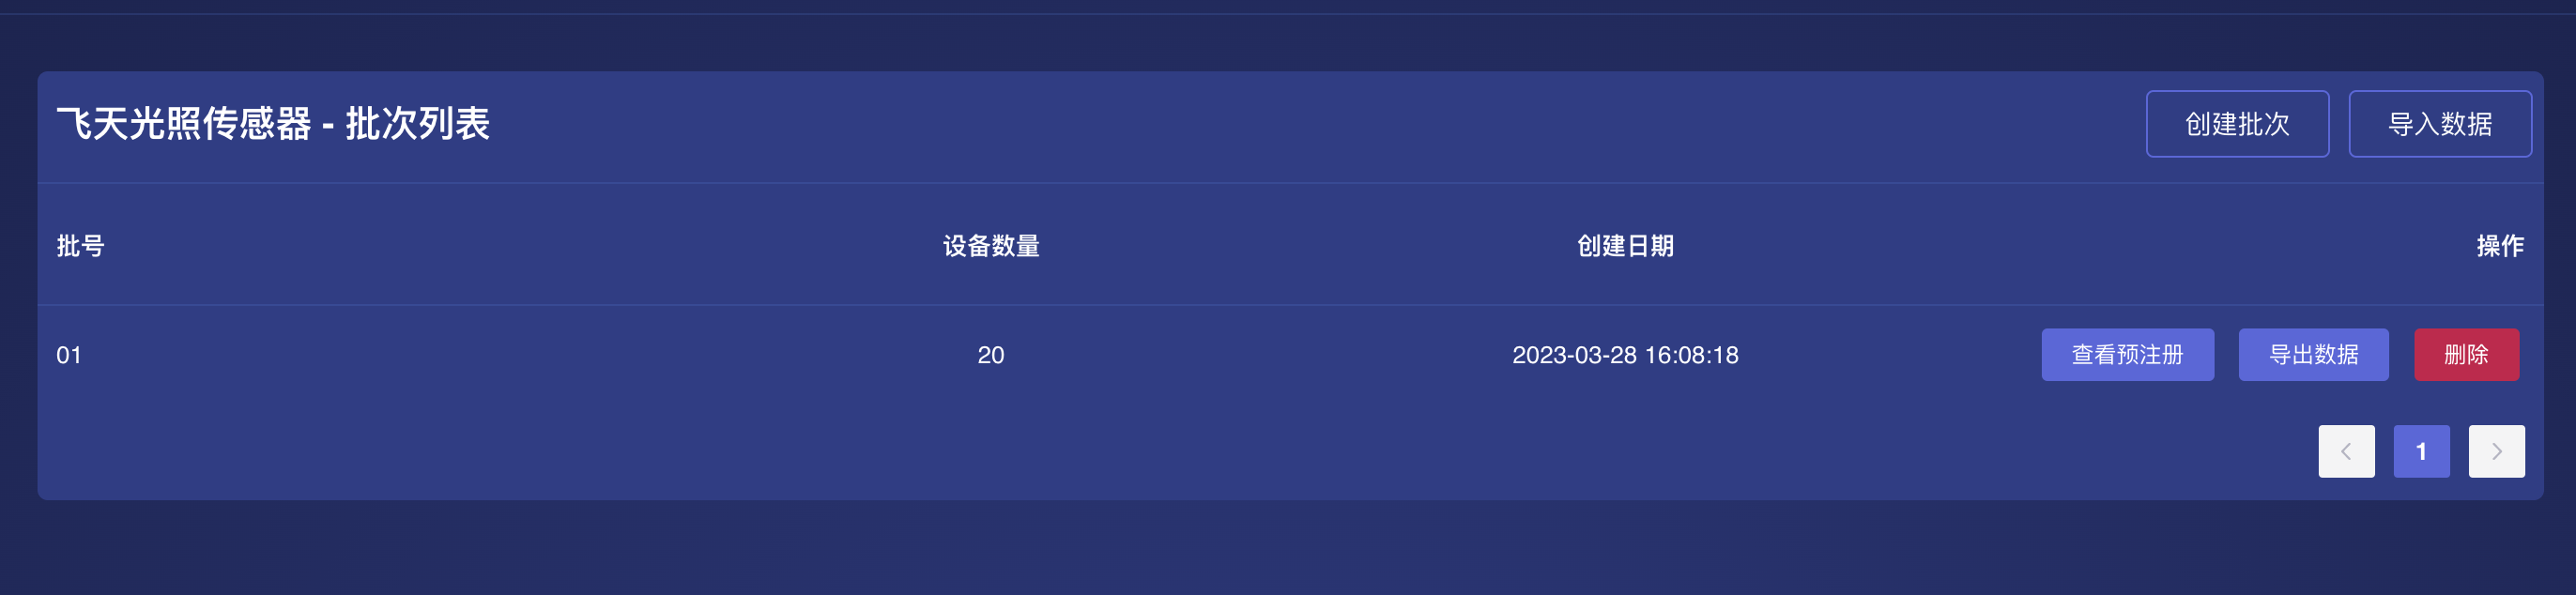 飞天光照传感器 - 批次列表 创建批次 导入数据
批号 设备数量 创建日期 操作
01 20 2023-03-28 16:08:18 查看预注册 导出数据 删除
1